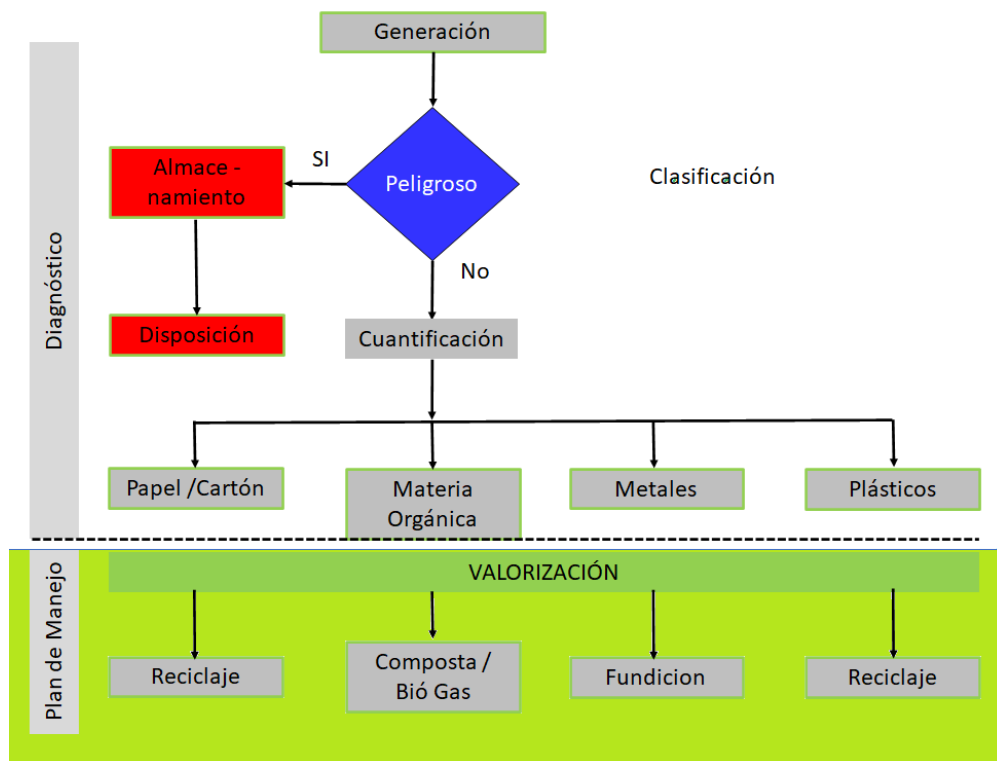 Generación
SI
Almace -
namiento
Peligroso
Clasificación
No
Diagnóstico
Disposición
Cuantificación
Papel /Cartón
Materia
Orgánica
Metales
Plásticos
VALORIZACIÓN
Plan de Manejo
Reciclaje
Composta /
Bió Gas
Fundicion
Reciclaje